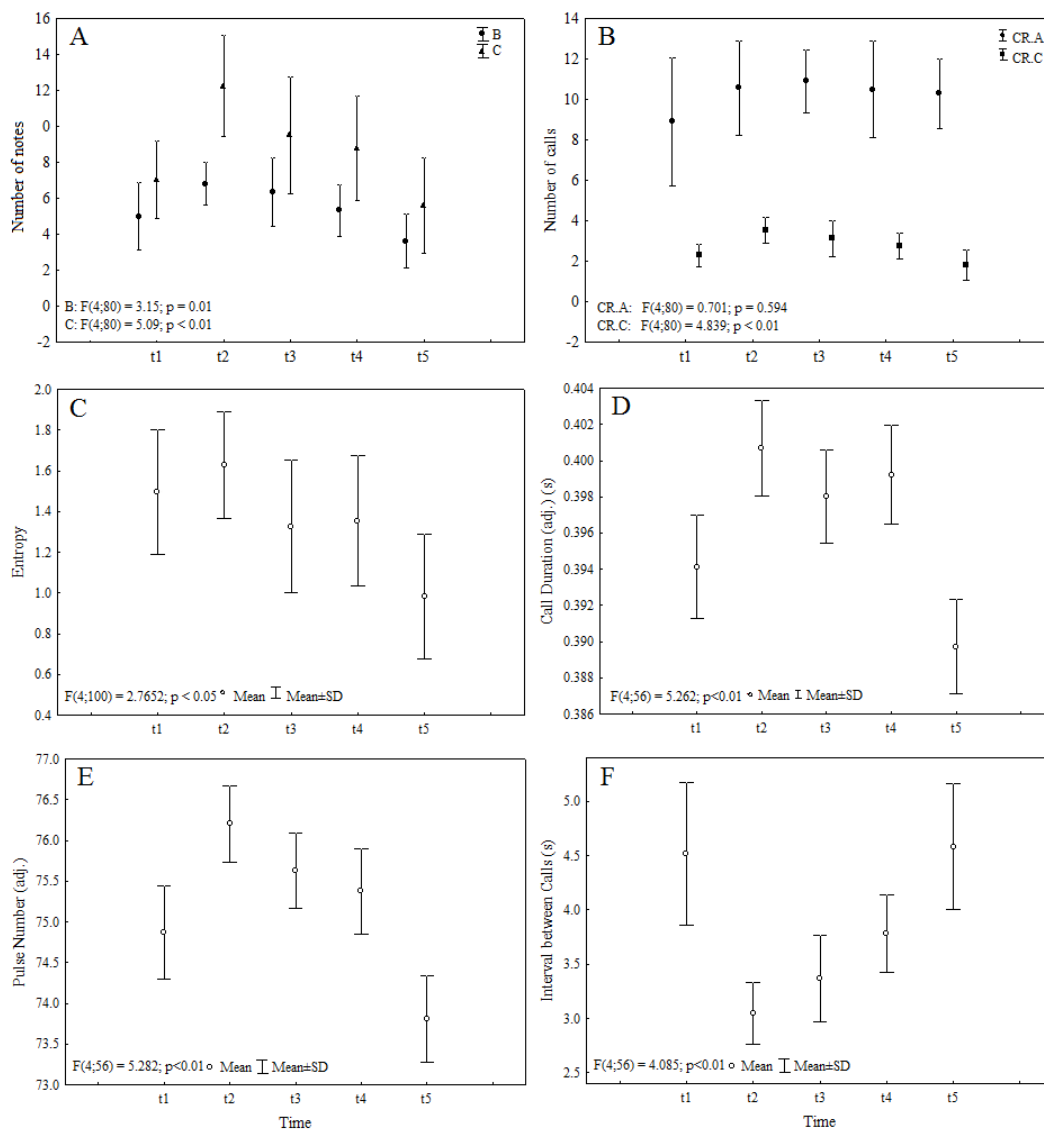 A
B
C
Number of notes
16
14
12
0
8
6
4
2
0
-2
B: F(4;80) = 3.15; p = 0.01
C: F(4;80) = 5.09; p < 0.01
t1 t2 t3 t4 t5
B
CR.A
CR.C
Number of calls
14
12
10
8
6
4
2
0
-2
CR.A: F(4;80) = 0.701; p = 0.594
CR.C: F(4;80) = 4.839; p < 0.01
t1 t2 t3 t4 t5
C
Entropy
2.0
1.8
1.6
1.4
1.2
1.0
0.8
0.6
0.4
F(4;100) = 2.7652; p < 0.05 Mean Mean±SD
t1 t2 t3 t4 t5
D
Call Duration (adj.) (s)
0.404
0.402
0.400
0.398
0.396
0.394
0.392
0.390
0.388
0.386
F(4;56) = 5.262; p<0.01 Mean Mean±SD
t1 t2 t3 t4 t5
E
Pulse Number (adj.)
77.0
76.5
76.0
75.5
75.0
74.5
74.0
73.5
73.0
F(4;56) = 5.282; p<0.01 Mean Mean±SD
t1 t2 t3 t4 t5
Time
F
Interval between Calls (s)
5.0
4.5
4.0
3.5
3.0
2.5
F(4;56) = 4.085; p<0.01 Mean Mean±SD
t1 t2 t3 t4 t5
Time